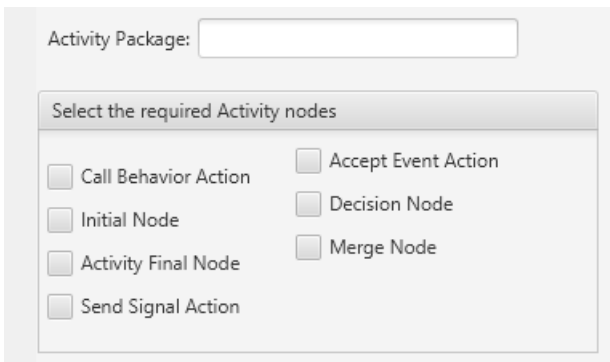 Activity Package:
Select the required Activity nodes
Call Behavior Action
Initial Node
Activity Final Node
Send Signal Action
Accept Event Action
Decision Node
Merge Node